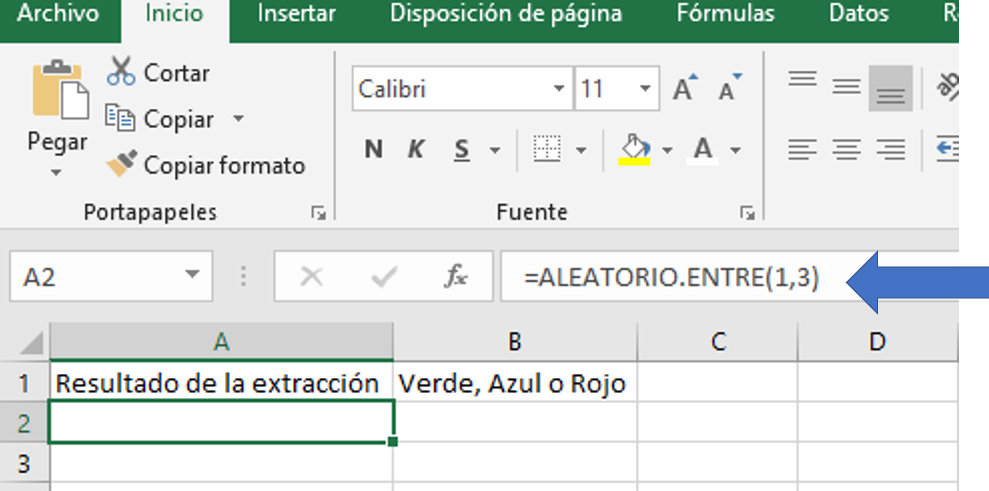 Archivo Inicio Insertar Disposición de página Fórmulas Datos
Cortar
Calibri 11 A A
Copiar
Pegar
N K S A
Copiar formato
Portapapeles Fuente
A2 fx =ALEATORIO.ENTRE(1,3)
A B C D
1 Resultado de la extracción Verde, Azul o Rojo
2
3